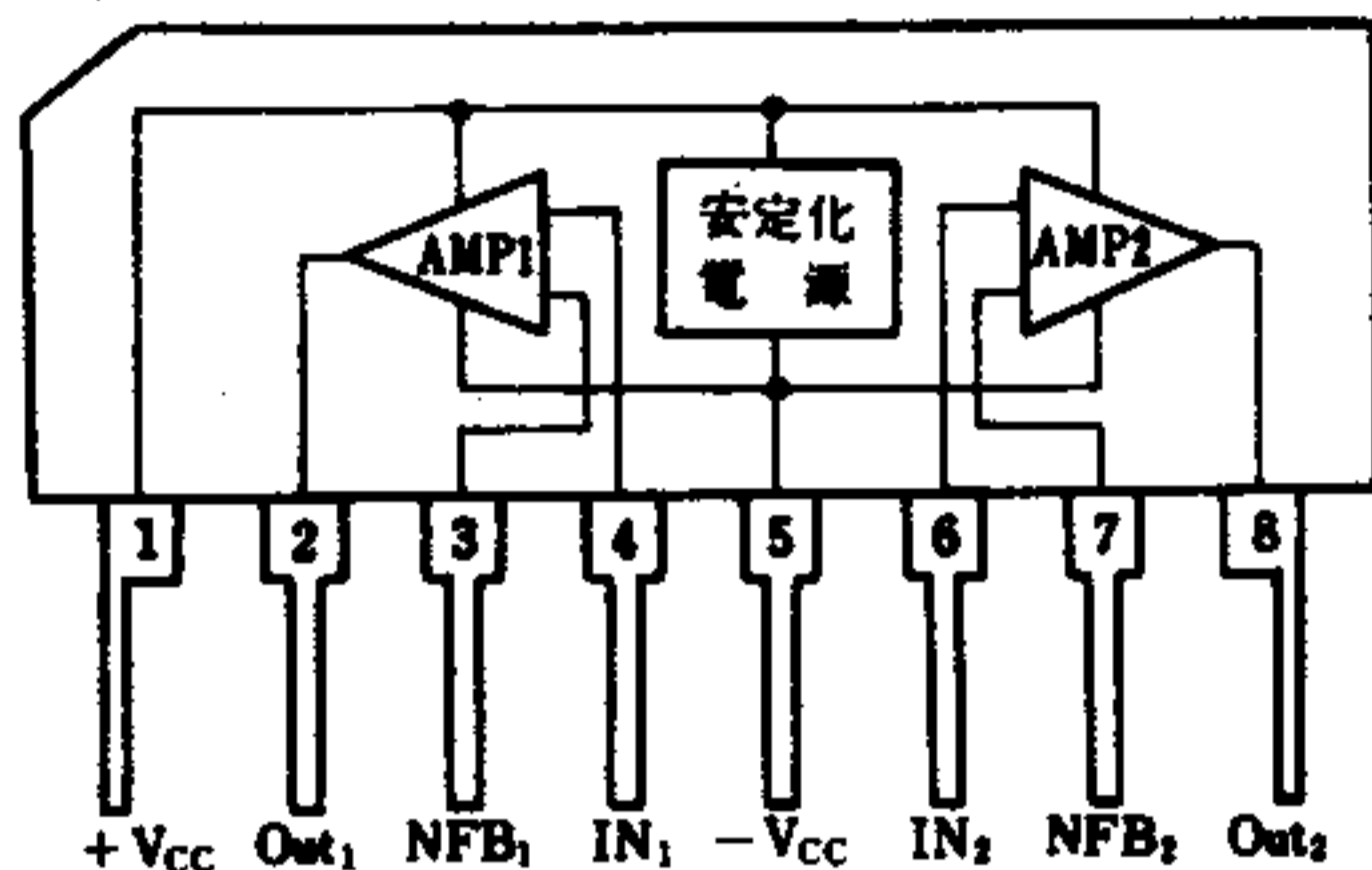 AMP1
安定化
電 源
AMP2
1 2 3 4 5 6 7 8
+VCC Out1 NFB1 IN1 −VCC IN2 NFB2 Out2